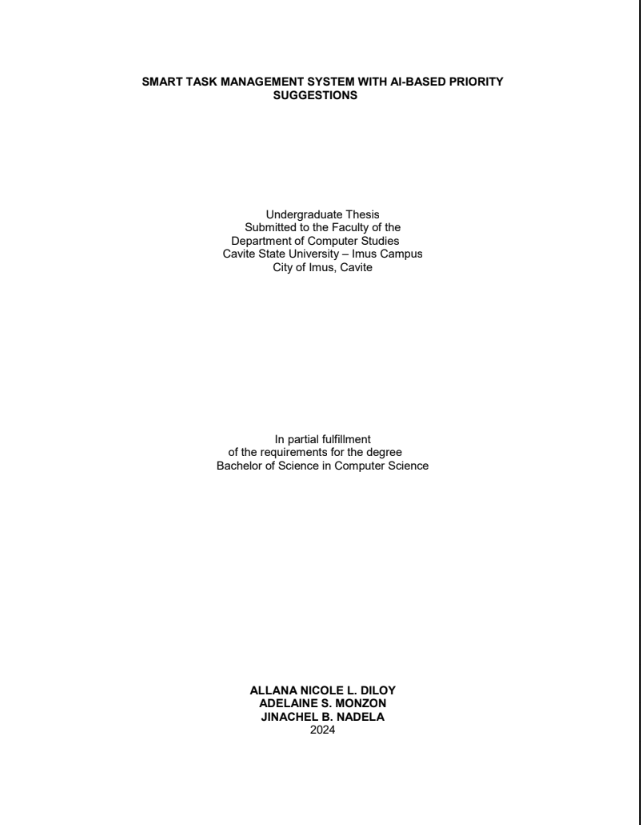 SMART TASK MANAGEMENT SYSTEM WITH AI-BASED PRIORITY
SUGGESTIONS
Undergraduate Thesis
Submitted to the Faculty of the
Department of Computer Studies
Cavite State University – Imus Campus
City of Imus, Cavite
In partial fulfillment
of the requirements for the degree
Bachelor of Science in Computer Science
ALLANA NICOLE L. DILOY
ADELAINE S. MONZON
JINACHEL B. NADELA
2024